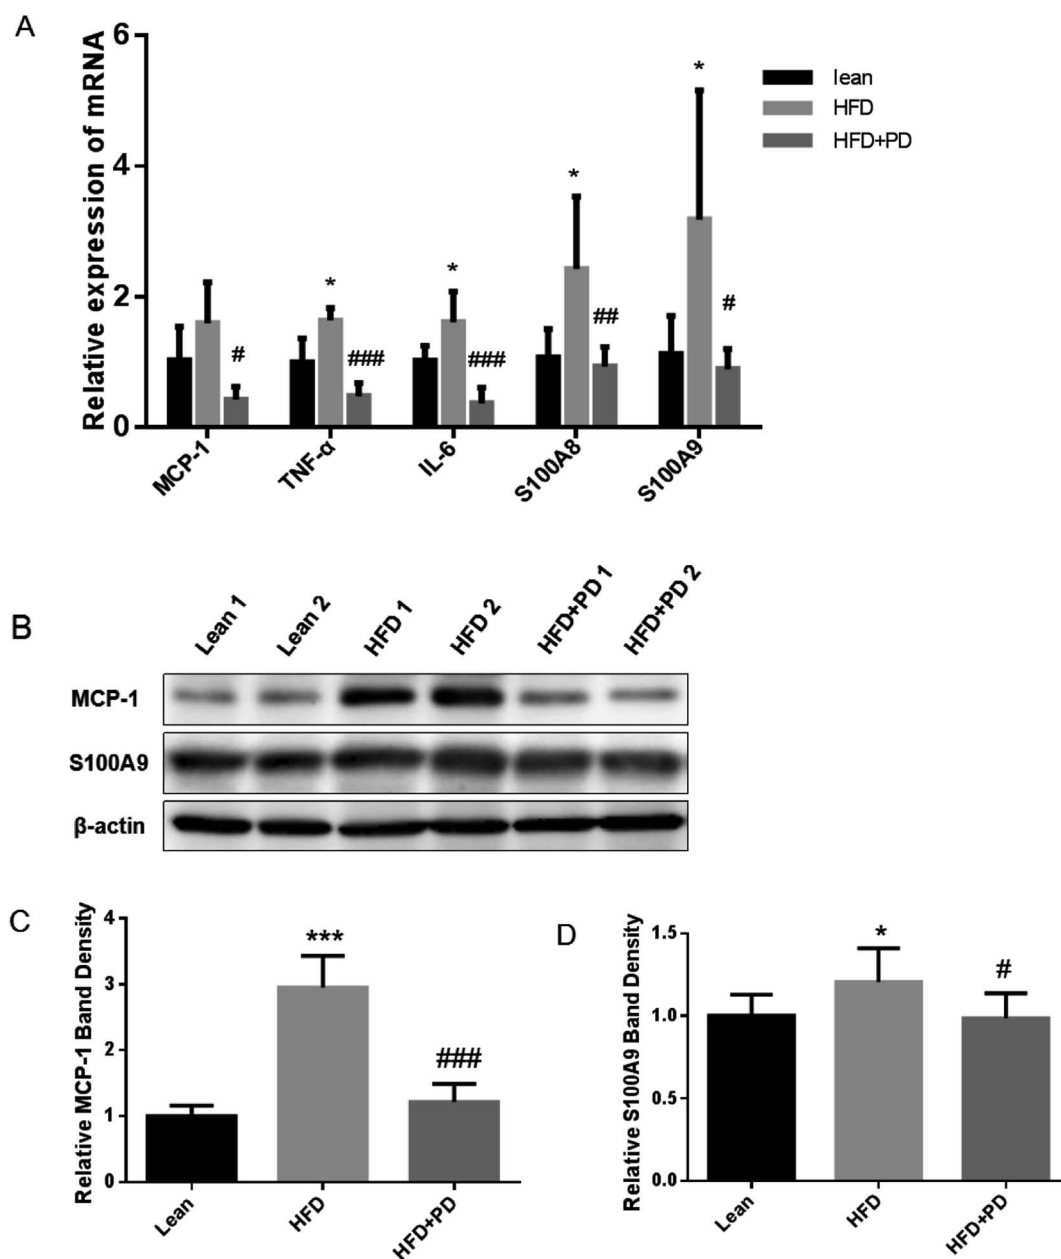 A
Relative expression of mRNA
6
4
2
0
*
*
*
*
#
###
###
##
#
lean
HFD
HFD+PD
MCP-1
TNF-α
IL-6
S100A8
S100A9
B
Lean 1
Lean 2
HFD 1
HFD 2
HFD+PD 1
HFD+PD 2
MCP-1
S100A9
β-actin
C
Relative MCP-1 Band Density
4
3
2
1
0
***
###
Lean
HFD
HFD+PD
D
Relative S100A9 Band Density
1.5
1.0
0.5
0.0
*
#
Lean
HFD
HFD+PD